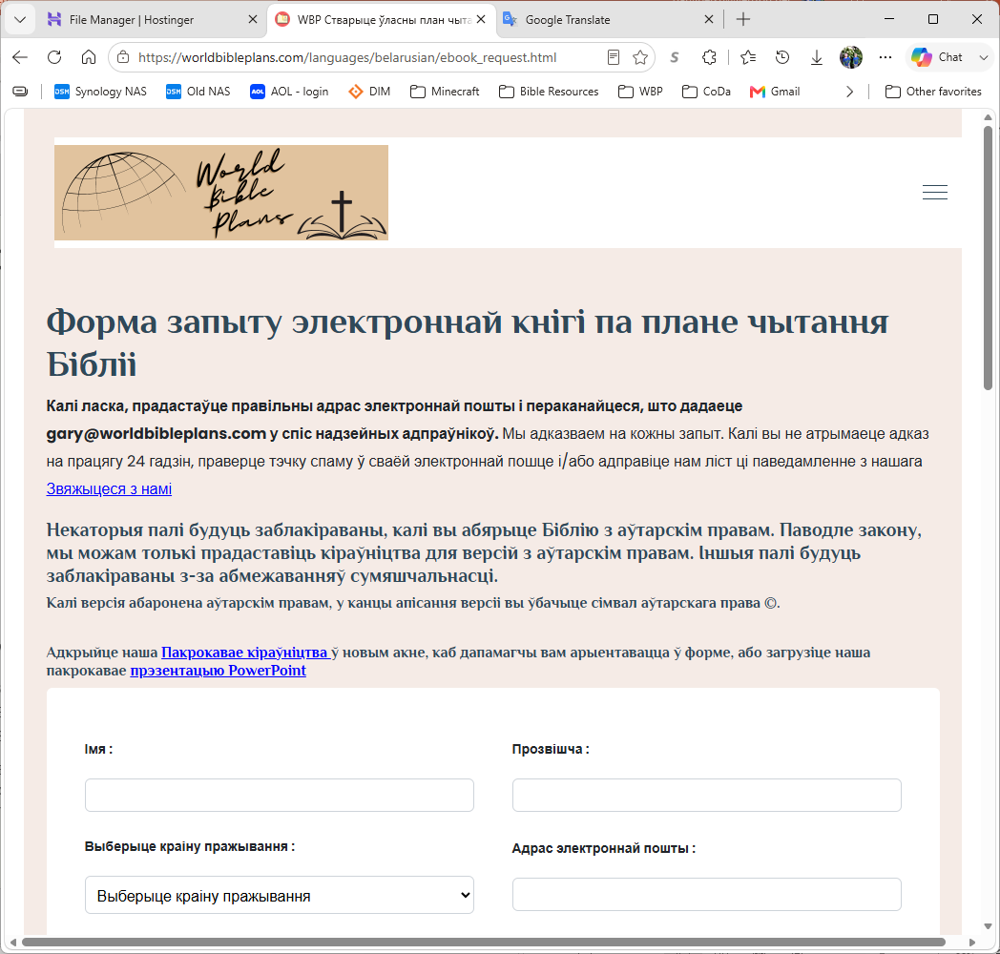 File Manager | Hostinger
WBP Стварыце ўласны план чыта
Google Translate
https://worldbibleplans.com/languages/belarusian/ebook_request.html
Chat
Synology NAS
Old NAS
AOL - login
DIM
Minecraft
Bible Resources
WBP
CoDa
Gmail
Other favorites
World
Bible
Plans
Форма запыту электроннай кнігі па плане чытання
Бібліі
Калі ласка, прадастаўце правільны адрас электроннай пошты і пераканайцеся, што дадаеце
gary@worldbibleplans.com у спіс надзейных адпраўнікоў. Мы адказваем на кожны запыт. Калі вы не атрымаеце адказ
на працягу 24 гадзін, праверце тэчку спаму ў сваёй электроннай пошце і/або адправіце нам ліст ці паведамленне з нашага
Звяжыцеся з намі
Некаторыя палі будуць заблакіраваны, калі вы абярыце Біблію з аўтарскім правам. Паводле закону,
мы можам толькі прадаставіць кіраўніцтва для версій з аўтарскім правам. Іншыя палі будуць
заблакіраваны з-за абмежаванняў сумяшчальнасці.
Калі версія абаронена аўтарскім правам, у канцы апісання версіі вы ўбачыце сімвал аўтарскага права ©.
Адкрыйце наша Пакрокавае кіраўніцтва ў новым акне, каб дапамагчы вам арыентавацца ў форме, або загрузіце наша
пакрокавае прэзентацыю PowerPoint
Імя :
Прозвішча :
Выберыце краіну пражывання :
Адрас электроннай пошты :
Выберыце краіну пражывання